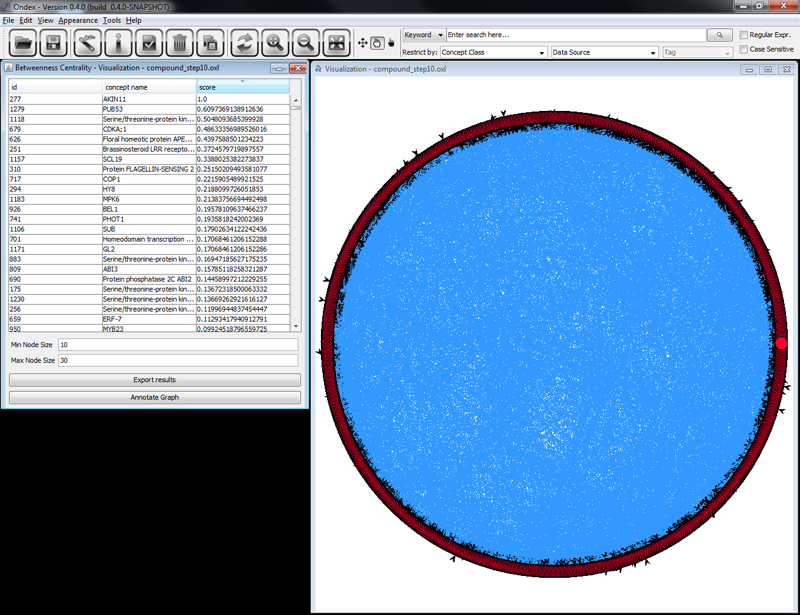 Ondex - Version 0.4.0 (build 0.4.0-SNAPSHOT)
File Edit View Appearance Tools Help
Keyword Enter search here... Regular Expr.
Restrict by: Concept Class Data Source Tag Case Sensitive
Betweenness Centrality - Visualization - compound_step10.oxl
Visualization - compound_step10.oxl
id concept name score
277 AKIN11 1.0
1279 PUB53 0.6097369138912636
1118 Serine/threonine-protein kin... 0.5048093685399928
679 CDKA;1 0.48633356989526016
626 Floral homeotic protein APE... 0.4397588501234223
251 Brassinosteroid LRR recepto... 0.3724579719897557
1157 SCL19 0.3388025382273837
310 Protein FLAGELLIN-SENSING 2 0.25150209493581077
717 COP1 0.2215905489921525
294 HY8 0.2188099726051853
1183 MPK6 0.21383756694492498
926 BEL1 0.19578109637466237
741 PHOT1 0.1935818242002369
1106 SUB 0.17902634122242436
701 Homeodomain transcription ... 0.17068461206152288
1171 GL2 0.17068461206152286
883 Serine/threonine-protein kin... 0.16947185627175235
809 ABI3 0.15785118258321287
690 Protein phosphatase 2C ABI2 0.14458997212229255
175 Serine/threonine-protein kin... 0.13672318500063332
1230 Serine/threonine-protein kin... 0.13669262921616127
256 Serine/threonine-protein kin... 0.11996944837454447
659 ERF-7 0.11293417940912791
950 MYB23 0.09924518796559725
Min Node Size 10
Max Node Size 30
Export results
Annotate Graph